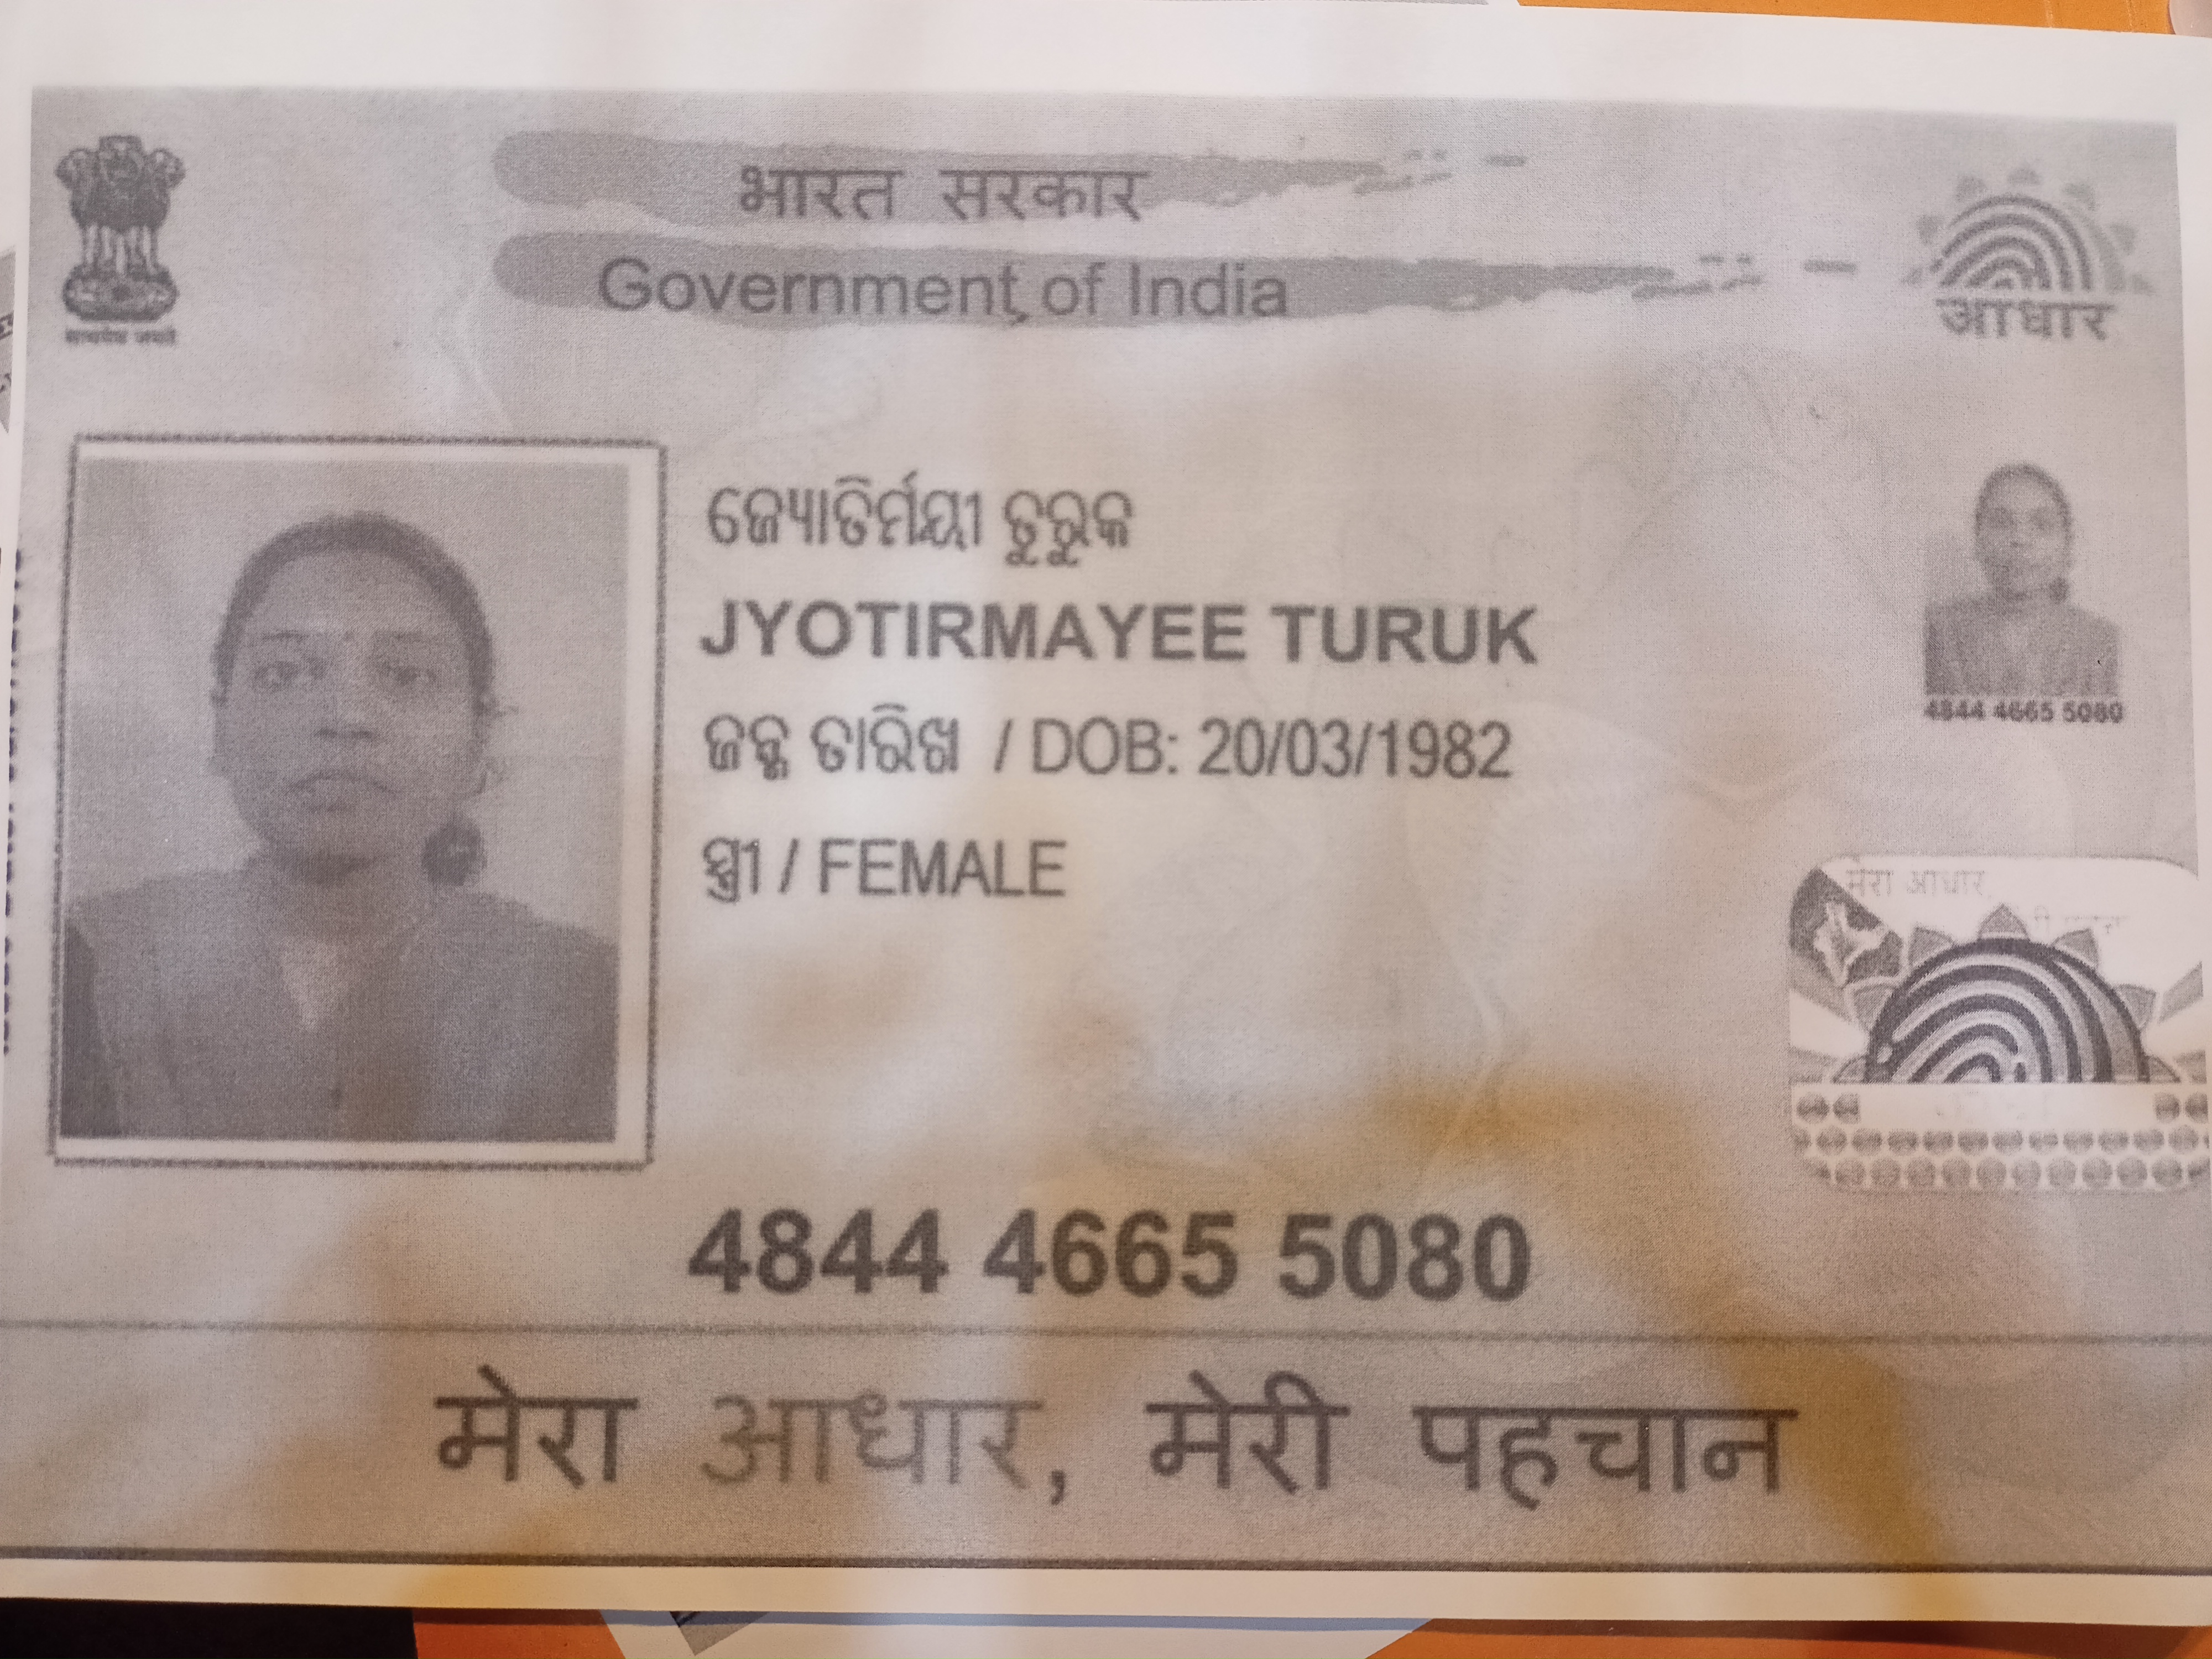 भारत सरकार
Government of India
आधार
ଜ୍ୟୋତିର୍ମୟୀ ତୁରୁକ
JYOTIRMAYEE TURUK
ଜନ୍ମ ତାରିଖ / DOB: 20/03/1982
ସ୍ତ୍ରୀ / FEMALE
4844 4665 5080
मेरा आधार,
4844 4665 5080
मेरा आधार, मेरी पहचान